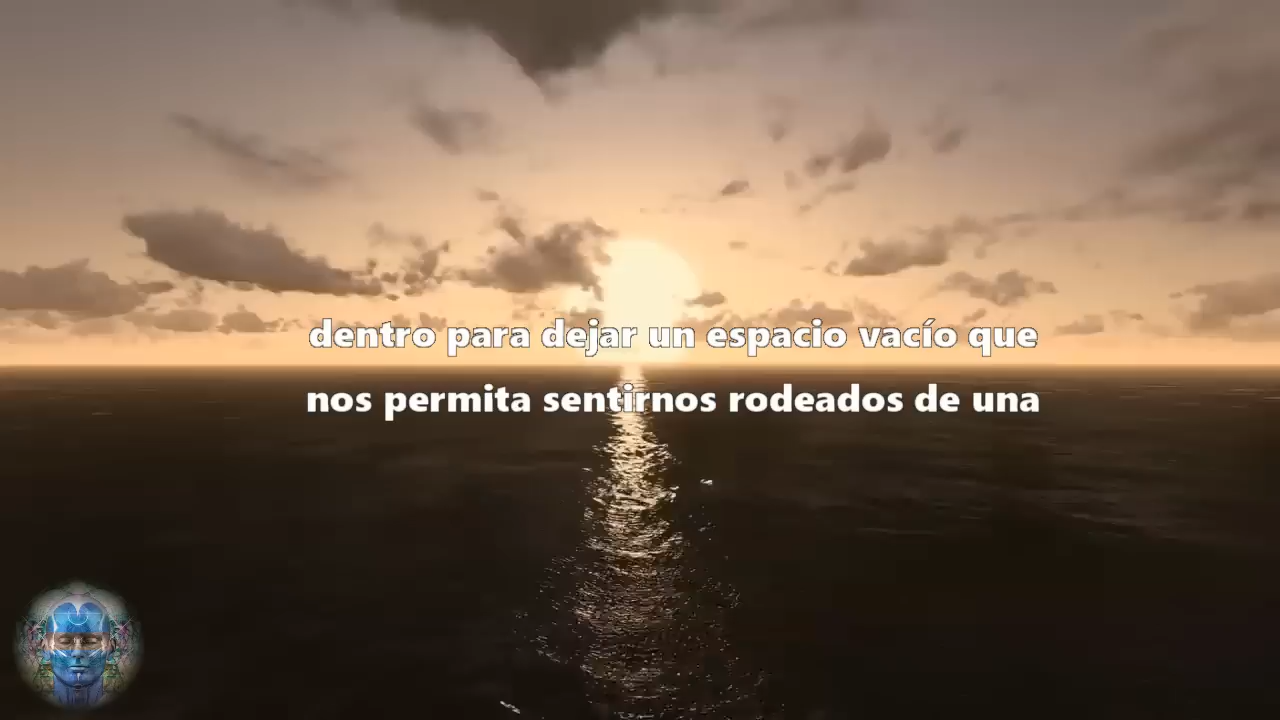 dentro para dejar un espacio vacío que
nos permita sentirnos rodeados de una